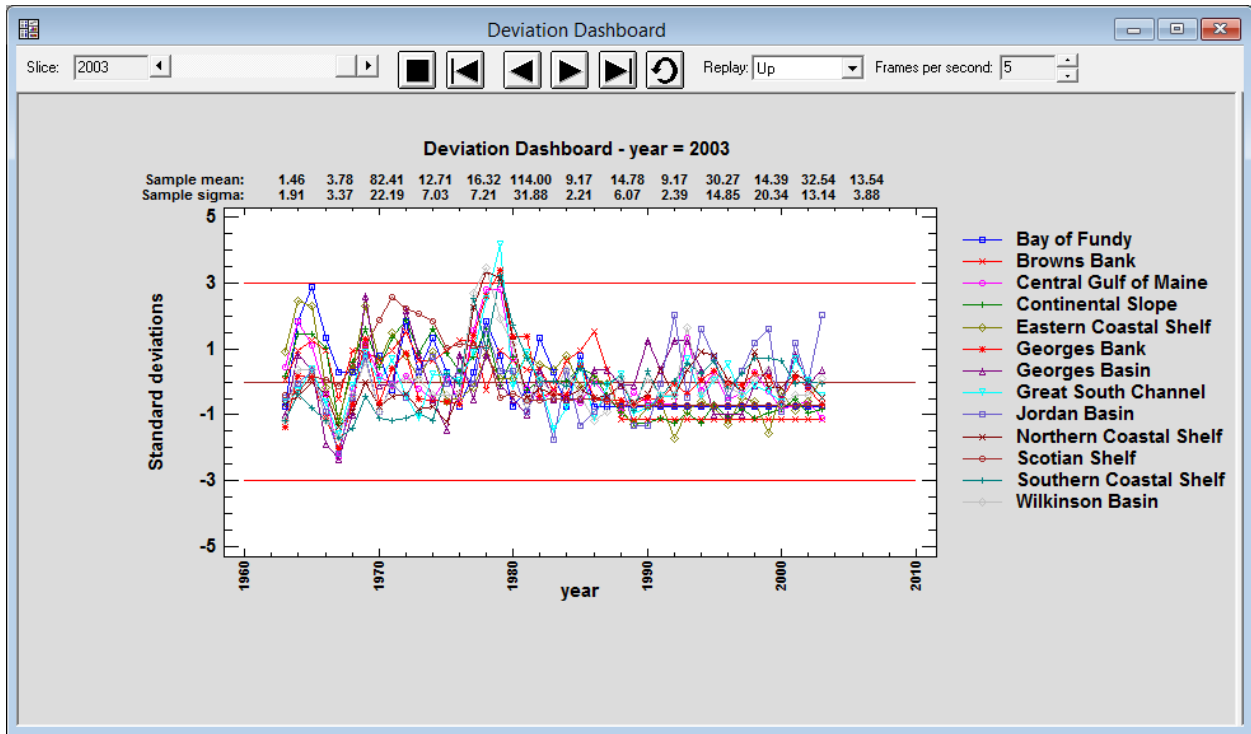 Deviation Dashboard
Slice: 2003 Replay: Up Frames per second: 5
Deviation Dashboard - year = 2003
Sample mean: 1.46 3.78 82.41 12.71 16.32 114.00 9.17 14.78 9.17 30.27 14.39 32.54 13.54
Sample sigma: 1.91 3.37 22.19 7.03 7.21 31.88 2.21 6.07 2.39 14.85 20.34 13.14 3.88
5
3
1
-1
-3
-5
Standard deviations
1960 1970 1980 1990 2000 2010
year
Bay of Fundy
Browns Bank
Central Gulf of Maine
Continental Slope
Eastern Coastal Shelf
Georges Bank
Georges Basin
Great South Channel
Jordan Basin
Northern Coastal Shelf
Scotian Shelf
Southern Coastal Shelf
Wilkinson Basin